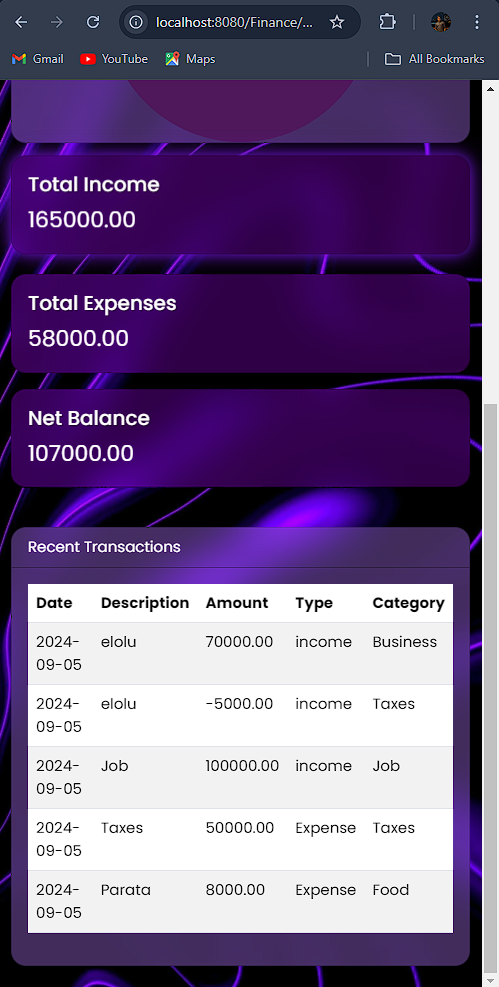 localhost:8080/Finance/...
Gmail YouTube Maps All Bookmarks
Total Income
165000.00
Total Expenses
58000.00
Net Balance
107000.00
Recent Transactions
Date Description Amount Type Category
2024-
09-05 elolu 70000.00 income Business
2024-
09-05 elolu -5000.00 income Taxes
2024-
09-05 Job 100000.00 income Job
2024-
09-05 Taxes 50000.00 Expense Taxes
2024-
09-05 Parata 8000.00 Expense Food